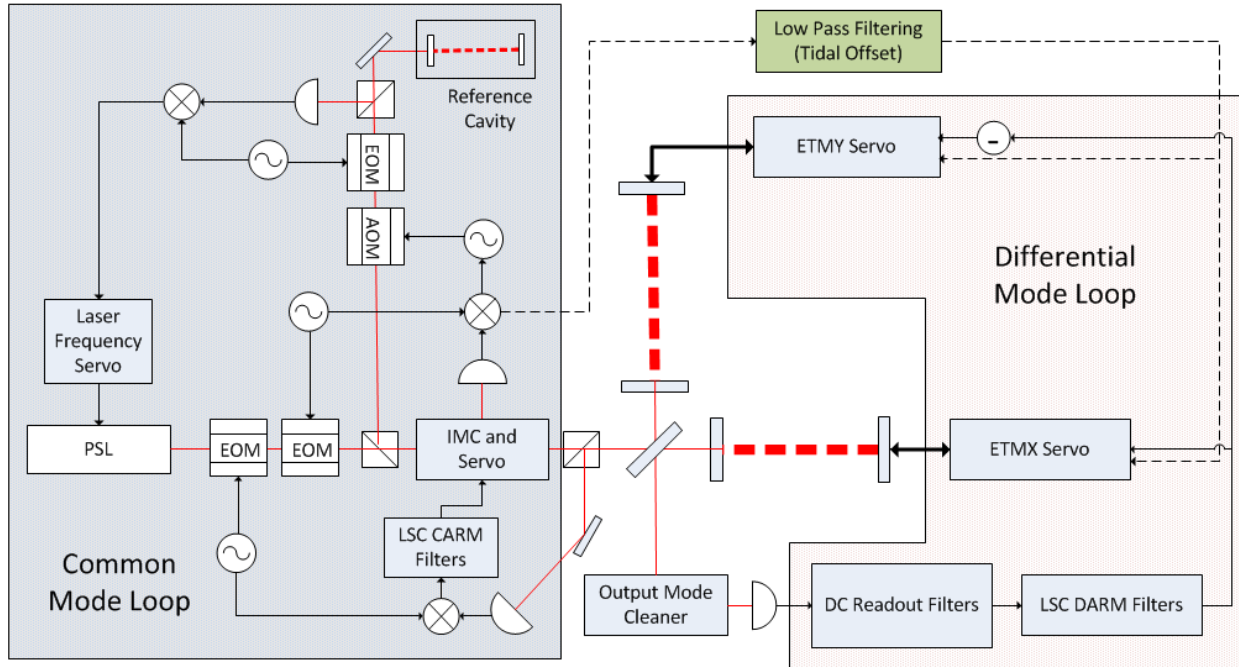 Low Pass Filtering
(Tidal Offset)
Reference
Cavity
ETMY Servo
-
EOM
AOM
Differential
Mode Loop
Laser
Frequency
Servo
PSL
EOM
EOM
IMC and
Servo
ETMX Servo
LSC CARM
Filters
Common
Mode Loop
Output Mode
Cleaner
DC Readout Filters
LSC DARM Filters